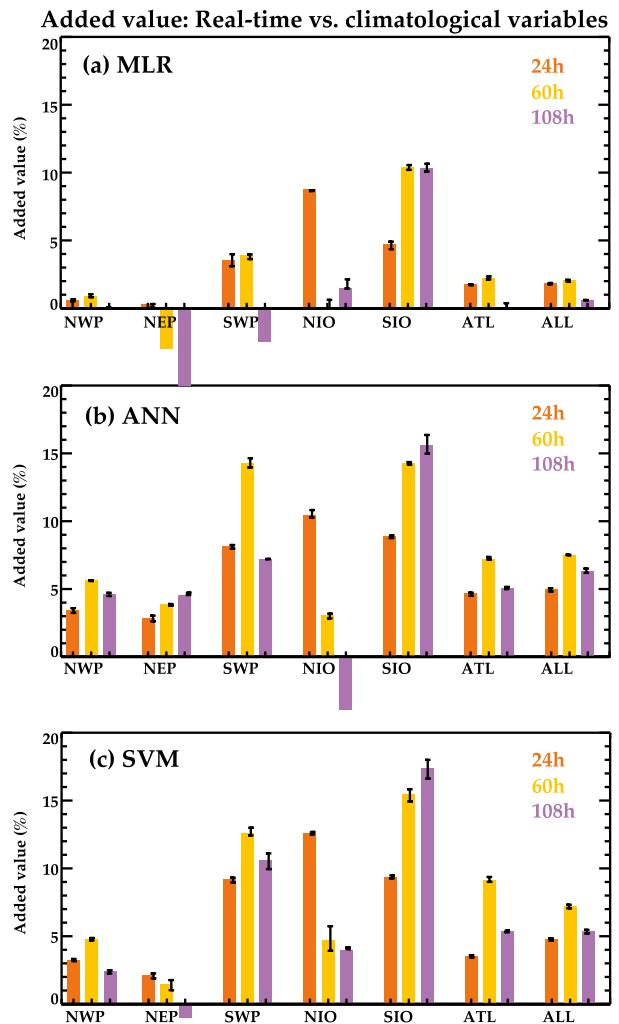 Added value: Real-time vs. climatological variables
20
(a) MLR
24h
60h
108h
15
10
5
0
Added value (%)
NWP NEP SWP NIO SIO ATL ALL
20
(b) ANN
24h
60h
108h
15
10
5
0
Added value (%)
NWP NEP SWP NIO SIO ATL ALL
20
(c) SVM
24h
60h
108h
15
10
5
0
Added value (%)
NWP NEP SWP NIO SIO ATL ALL